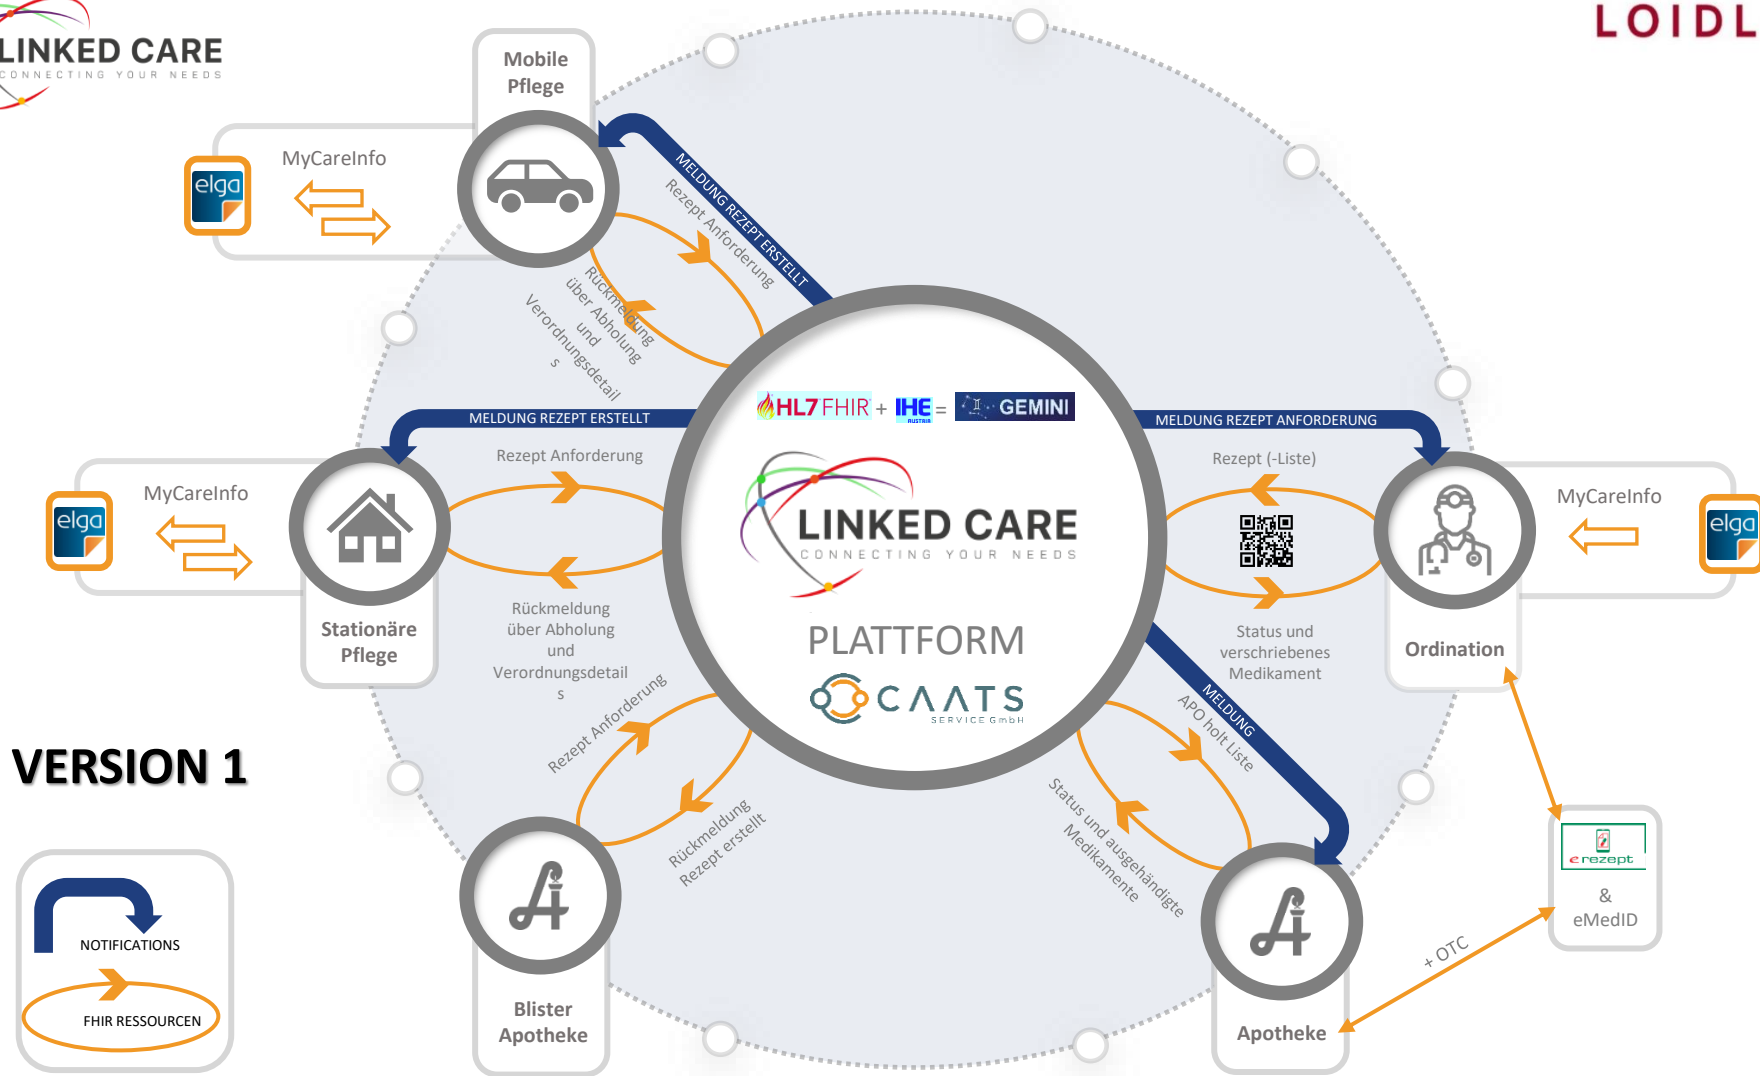 LINKED CARE
CONNECTING YOUR NEEDS
LOIDL
Mobile
Pflege
MyCareInfo
elga
MELDUNG REZEPT ERSTELLT
Rezept Anforderung
Rückmeldung
über Abholung
und
Verordnungsdetail
s
HL7 FHIR + IHE = GEMINI
AUSTRIA
MELDUNG REZEPT ERSTELLT
MELDUNG REZEPT ANFORDERUNG
Rezept Anforderung
Rezept (-Liste)
MyCareInfo
elga
MyCareInfo
elga
LINKED CARE
CONNECTING YOUR NEEDS
Stationäre
Pflege
Rückmeldung
über Abholung
und
Verordnungsdetail
s
PLATTFORM
CAATS
SERVICE GmbH
Status und
verschriebenes
Medikament
Ordination
Rezept Anforderung
MELDUNG
APO holt Liste
VERSION 1
Rückmeldung
Rezept erstellt
Status und ausgehändigte
Medikamente
e rezept
&
eMedID
+ OTC
NOTIFICATIONS
FHIR RESSOURCEN
Blister
Apotheke
Apotheke